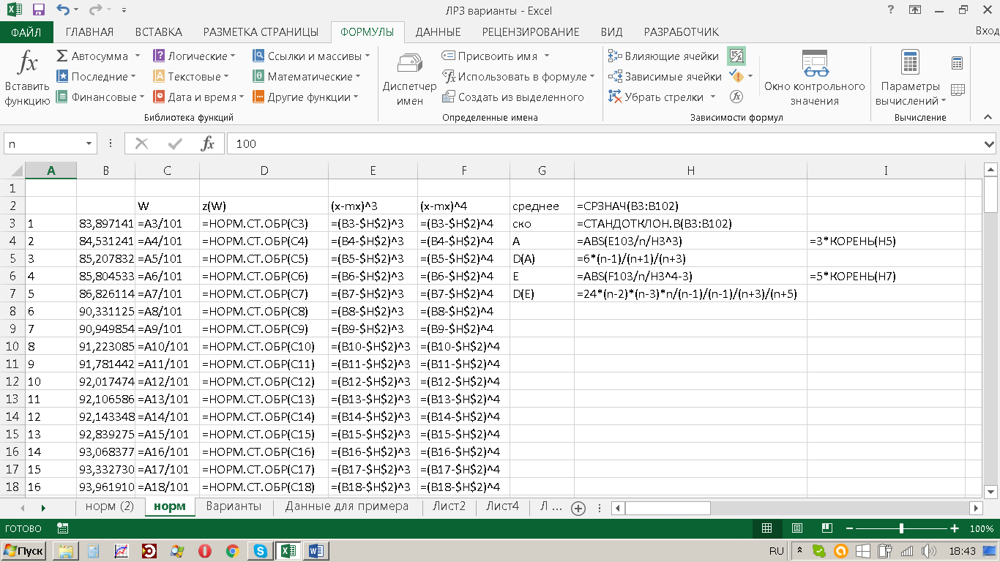 ЛР3 варианты - Excel
ФАЙЛ ГЛАВНАЯ ВСТАВКА РАЗМЕТКА СТРАНИЦЫ ФОРМУЛЫ ДАННЫЕ РЕЦЕНЗИРОВАНИЕ ВИД РАЗРАБОТЧИК Вход
fx Вставить функцию
Σ Автосумма
Последние
Финансовые
Логические
Текстовые
Дата и время
Ссылки и массивы
Математические
Другие функции
Библиотека функций
Диспетчер имен
Присвоить имя
Использовать в формуле
Создать из выделенного
Определенные имена
Влияющие ячейки
Зависимые ячейки
Убрать стрелки
Зависимости формул
Окно контрольного значения
Параметры вычислений
Вычисление
n fx 100
A B C D E F G H I
1
2 W z(W) (x-mx)^3 (x-mx)^4 среднее =СРЗНАЧ(B3:B102)
3 1 83,897141 =A3/101 =НОРМ.СТ.ОБР(C3) =(B3-$H$2)^3 =(B3-$H$2)^4 ско =СТАНДОТКЛОН.В(B3:B102)
4 2 84,531241 =A4/101 =НОРМ.СТ.ОБР(C4) =(B4-$H$2)^3 =(B4-$H$2)^4 A =ABS(E103/n/H3^3) =3*КОРЕНЬ(H5)
5 3 85,207832 =A5/101 =НОРМ.СТ.ОБР(C5) =(B5-$H$2)^3 =(B5-$H$2)^4 D(A) =6*(n-1)/(n+1)/(n+3)
6 4 85,804533 =A6/101 =НОРМ.СТ.ОБР(C6) =(B6-$H$2)^3 =(B6-$H$2)^4 E =ABS(F103/n/H3^4-3) =5*КОРЕНЬ(H7)
7 5 86,826114 =A7/101 =НОРМ.СТ.ОБР(C7) =(B7-$H$2)^3 =(B7-$H$2)^4 D(E) =24*(n-2)*(n-3)*n/(n-1)/(n-1)/(n+3)/(n+5)
8 6 90,331125 =A8/101 =НОРМ.СТ.ОБР(C8) =(B8-$H$2)^3 =(B8-$H$2)^4
9 7 90,949854 =A9/101 =НОРМ.СТ.ОБР(C9) =(B9-$H$2)^3 =(B9-$H$2)^4
10 8 91,223085 =A10/101 =НОРМ.СТ.ОБР(C10) =(B10-$H$2)^3 =(B10-$H$2)^4
11 9 91,781442 =A11/101 =НОРМ.СТ.ОБР(C11) =(B11-$H$2)^3 =(B11-$H$2)^4
12 10 92,017474 =A12/101 =НОРМ.СТ.ОБР(C12) =(B12-$H$2)^3 =(B12-$H$2)^4
13 11 92,106586 =A13/101 =НОРМ.СТ.ОБР(C13) =(B13-$H$2)^3 =(B13-$H$2)^4
14 12 92,143348 =A14/101 =НОРМ.СТ.ОБР(C14) =(B14-$H$2)^3 =(B14-$H$2)^4
15 13 92,839275 =A15/101 =НОРМ.СТ.ОБР(C15) =(B15-$H$2)^3 =(B15-$H$2)^4
16 14 93,068377 =A16/101 =НОРМ.СТ.ОБР(C16) =(B16-$H$2)^3 =(B16-$H$2)^4
17 15 93,332730 =A17/101 =НОРМ.СТ.ОБР(C17) =(B17-$H$2)^3 =(B17-$H$2)^4
18 16 93,961910 =A18/101 =НОРМ.СТ.ОБР(C18) =(B18-$H$2)^3 =(B18-$H$2)^4
норм (2) норм Варианты Данные для примера Лист2 Лист4 Л ...
ГОТОВО 100%
Пуск RU 18:43